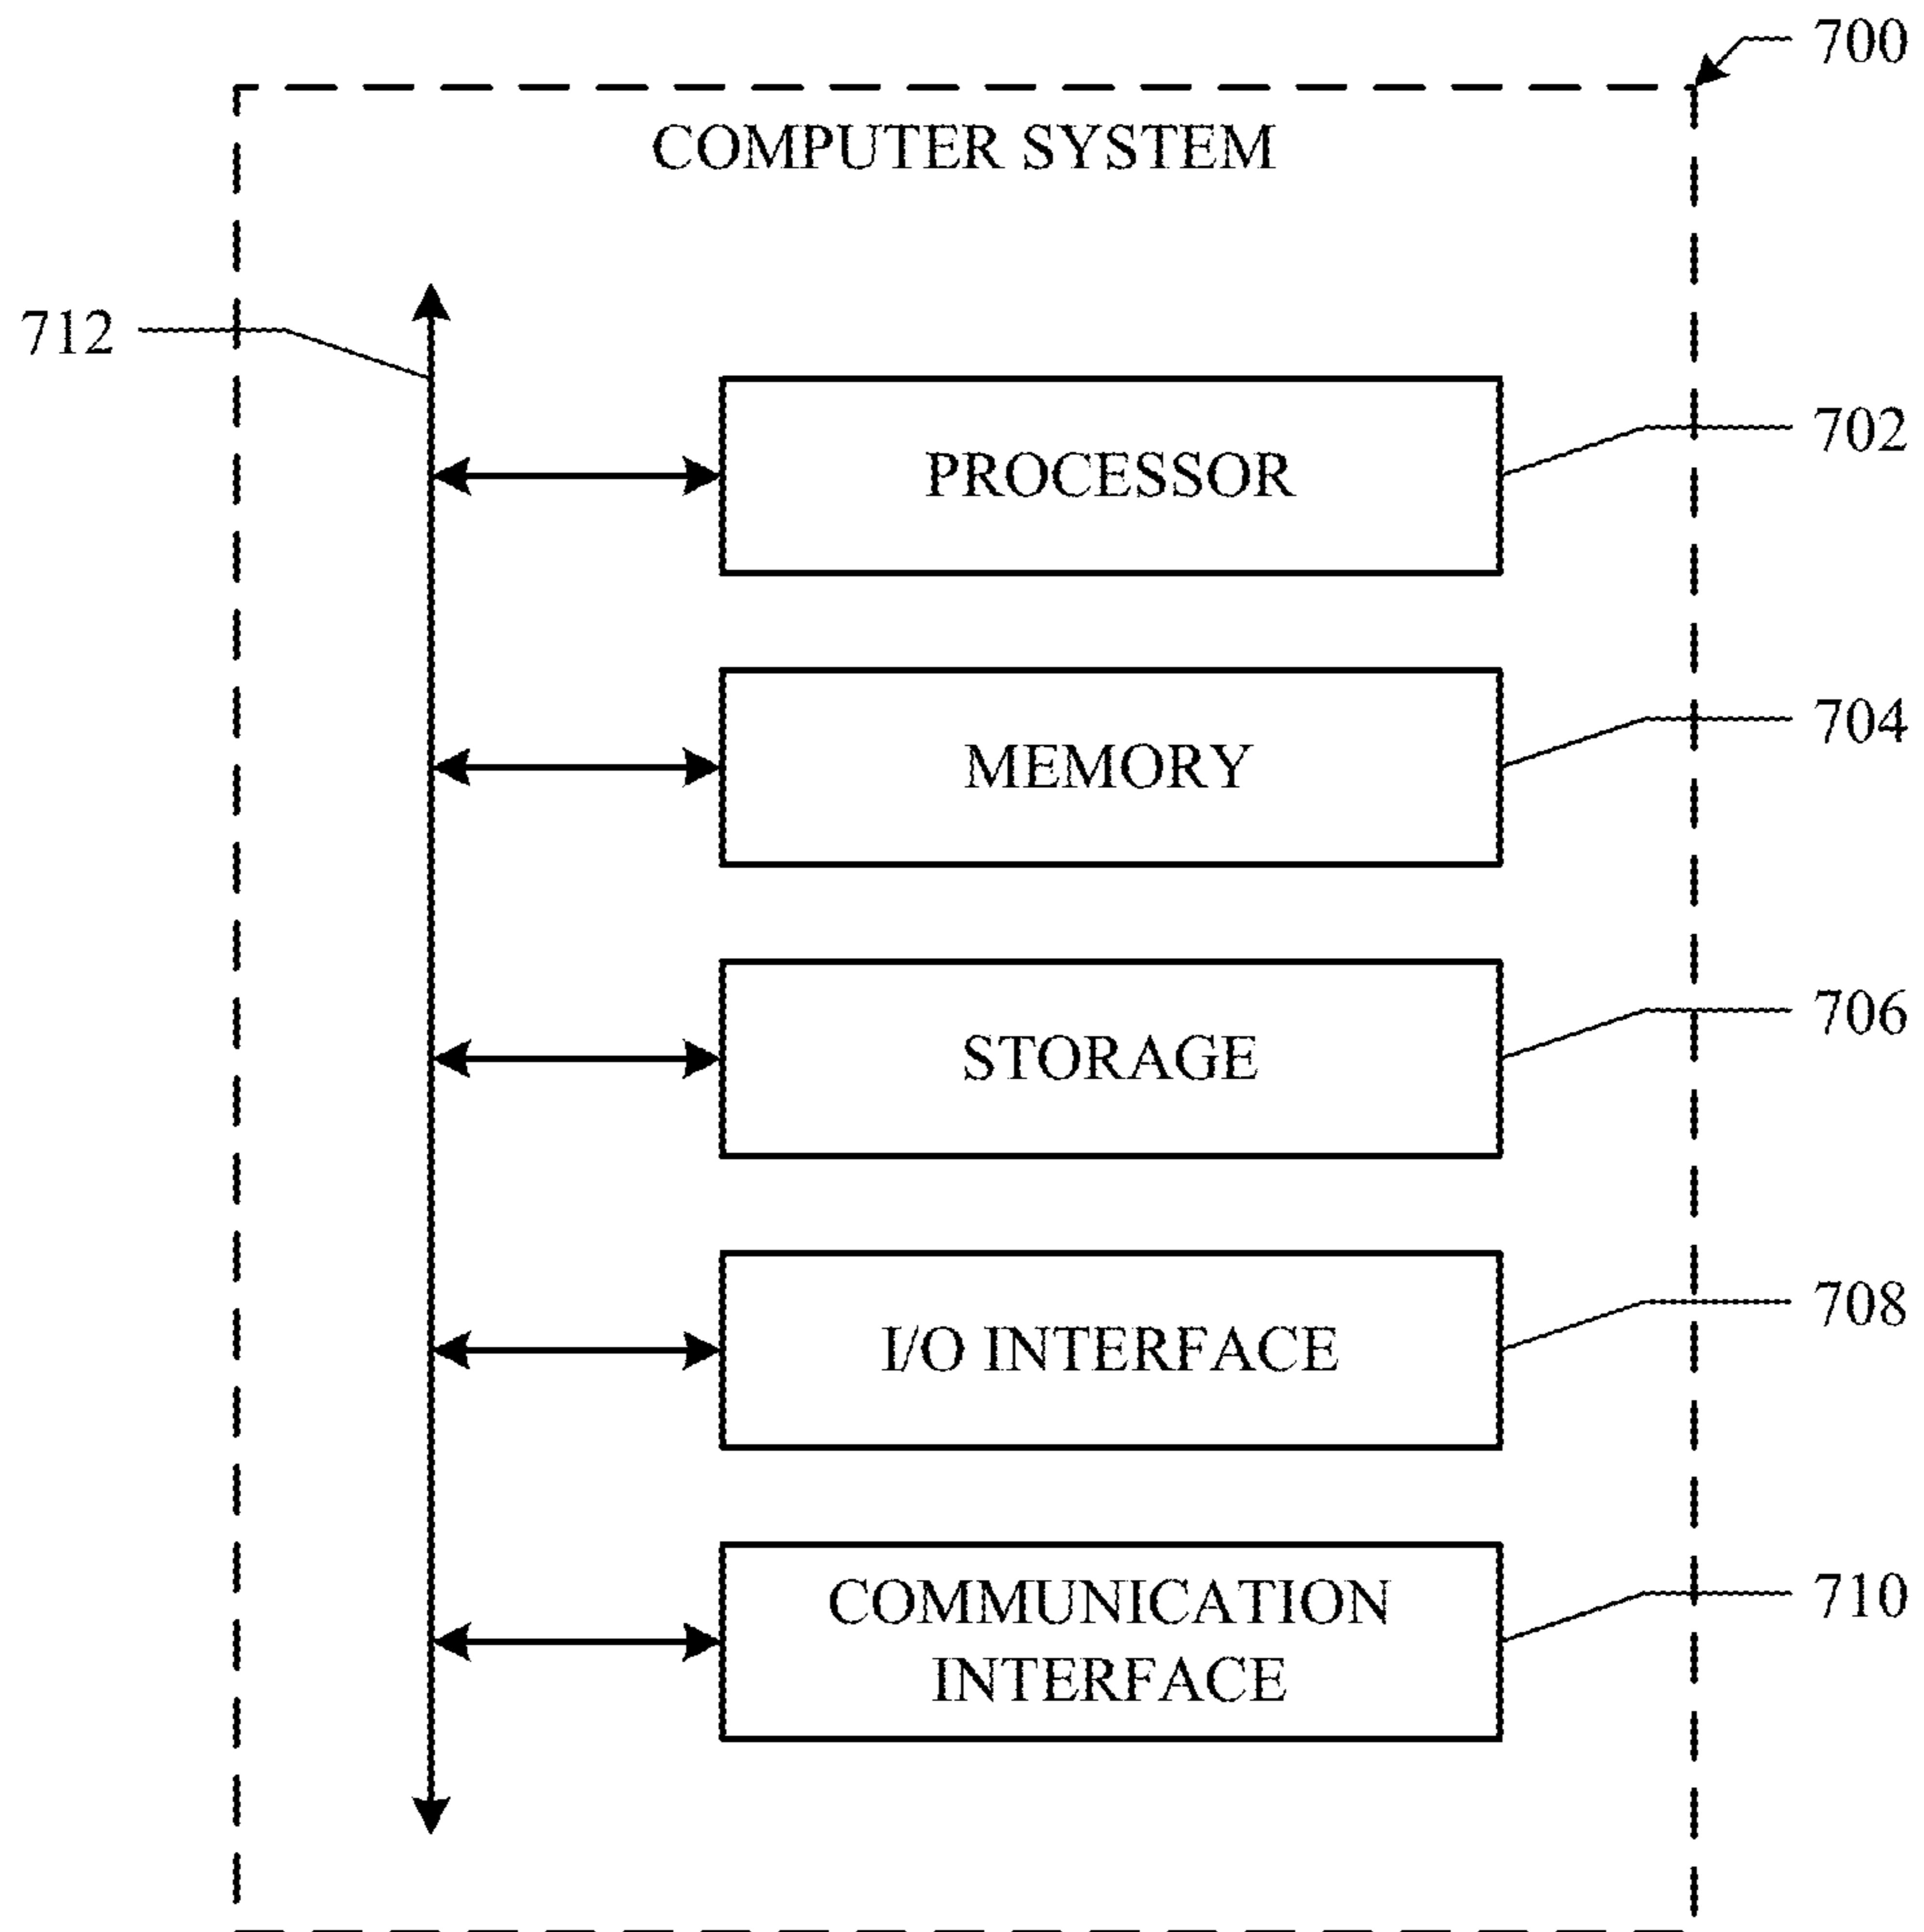 700
COMPUTER SYSTEM
712
PROCESSOR
702
MEMORY
704
STORAGE
706
I/O INTERFACE
708
COMMUNICATION
INTERFACE
710